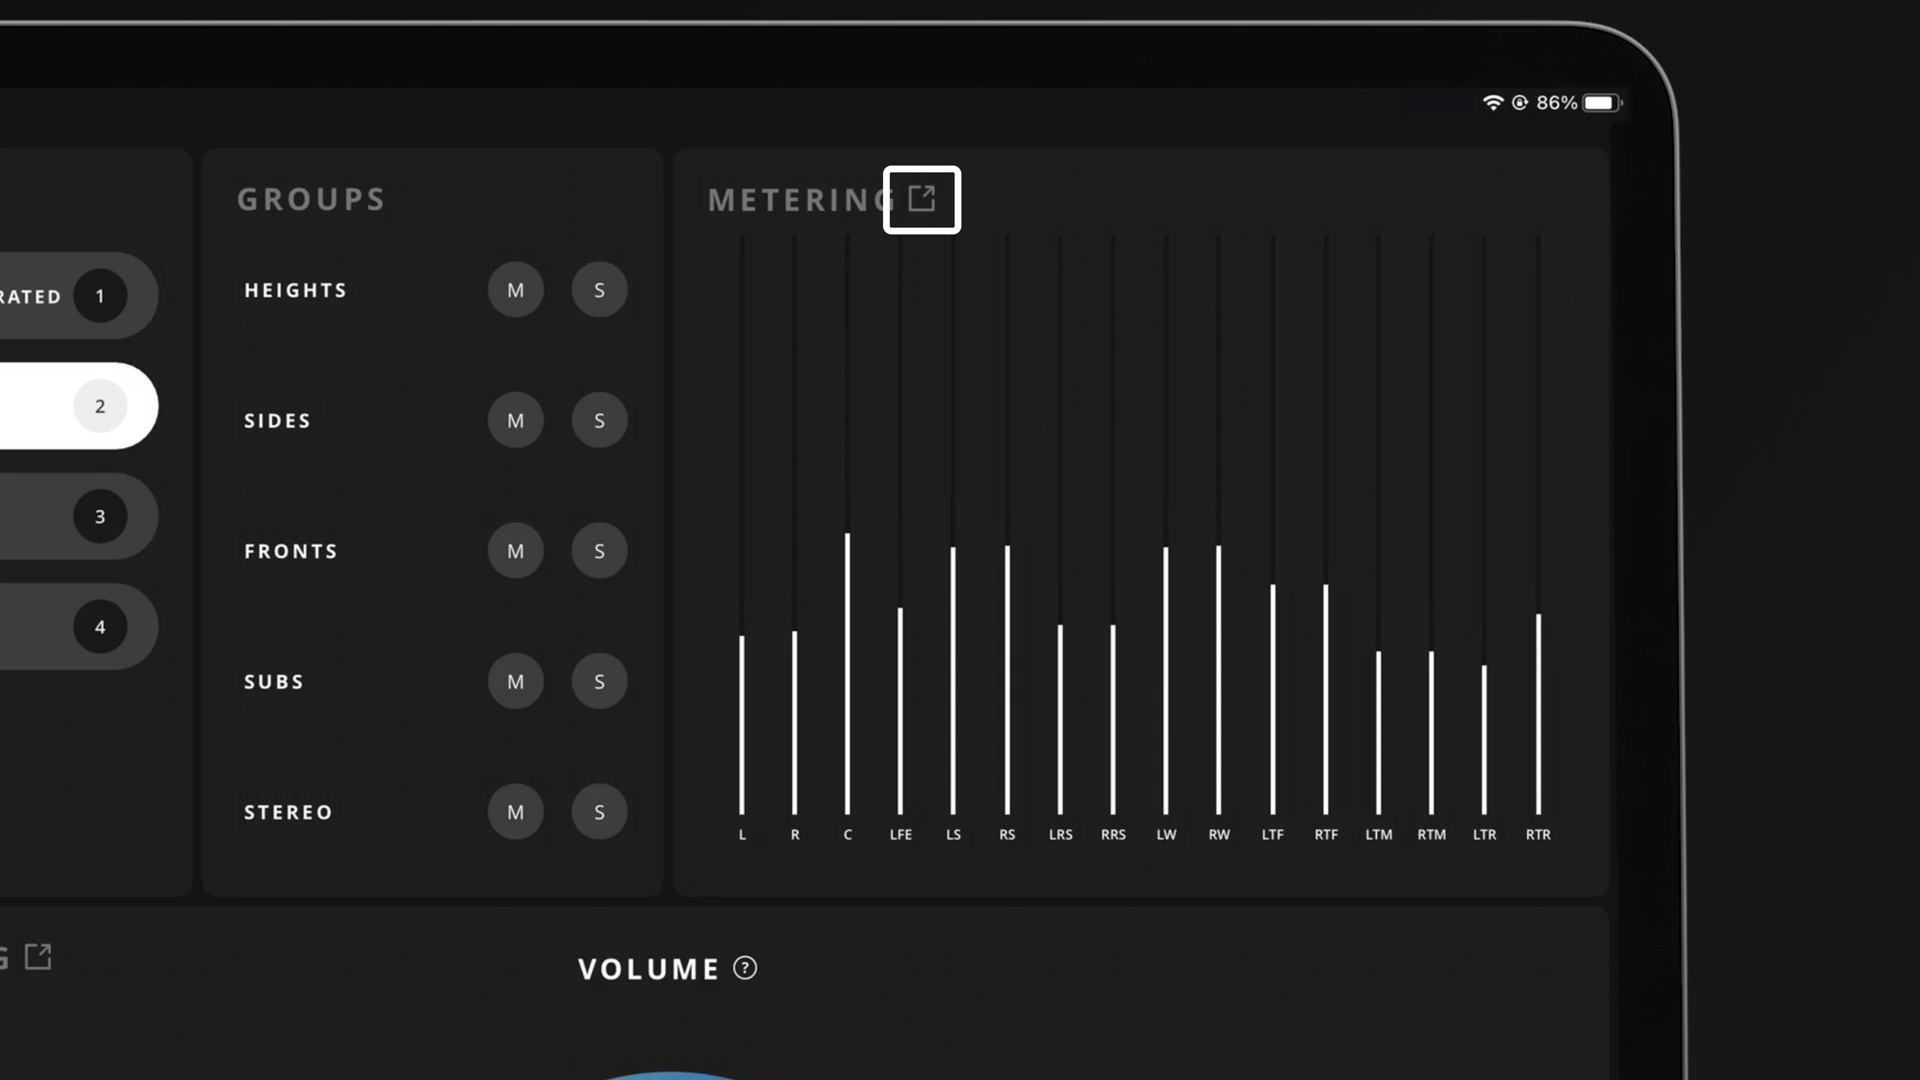 86%
GROUPS
METERING
HEIGHTS M S
RATED 1
2
SIDES M S
3
FRONTS M S
4
SUBS M S
STEREO M S
L R C LFE LS RS LRS RRS LW RW LTF RTF LTM RTM LTR RTR
G
VOLUME ?